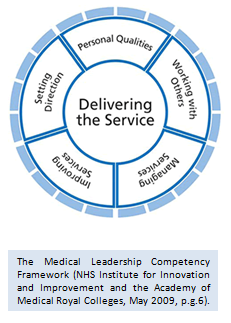 Personal Qualities
Setting
Direction
Working with
Others
Delivering
the Service
Improving
Services
Managing
Services
The Medical Leadership Competency
Framework (NHS Institute for Innovation
and Improvement and the Academy of
Medical Royal Colleges, May 2009, p.g.6).